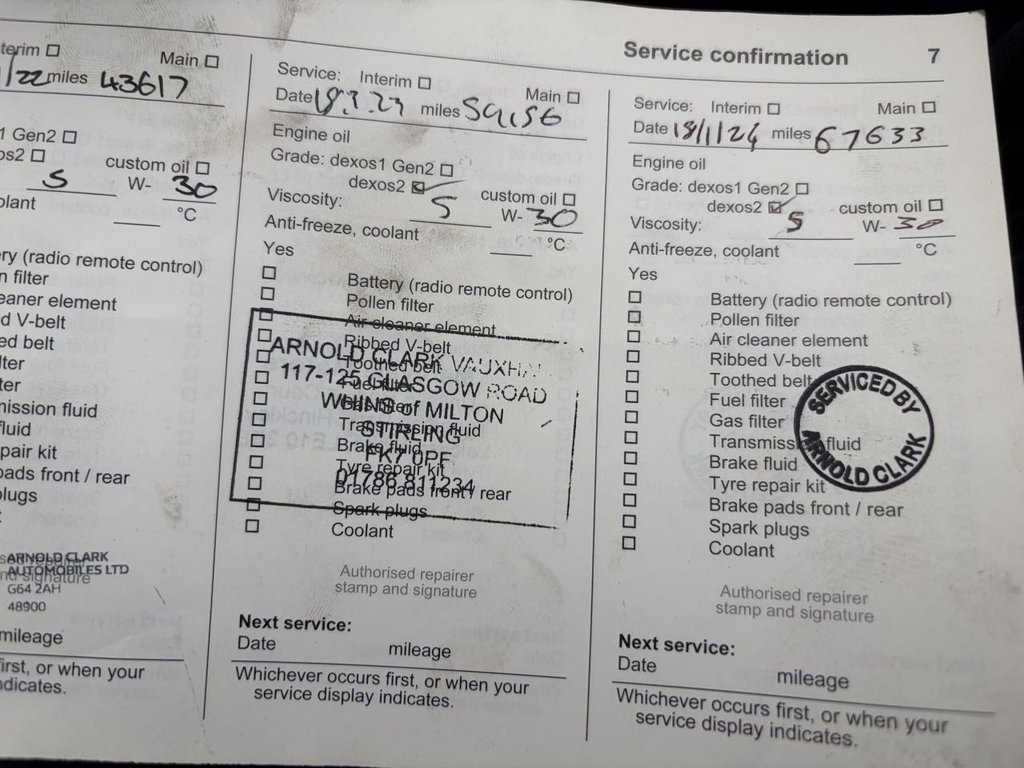 Service confirmation 7
terim ☐ Main ☐
/22 miles 43617
1 Gen2 ☐
os2 ☐ custom oil ☐
5 W- 30
olant °C
ery (radio remote control)
n filter
eaner element
d V-belt
ed belt
lter
ter
mission fluid
fluid
pair kit
pads front / rear
plugs
ARNOLD CLARK
AUTOMOBILES LTD
nd signature
G64 2AH
48900
mileage
irst, or when your
dicates.
Service: Interim ☐ Main ☐
Date miles
Engine oil
Grade: dexos1 Gen2 ☐
dexos2 ☑ custom oil ☐
Viscosity: 5 W- 30
Anti-freeze, coolant °C
Yes
☐ Battery (radio remote control)
☐ Pollen filter
☐ Air cleaner element
☐ Ribbed V-belt
☐ Toothed belt
☐ Fuel filter
☐ Gas filter
☐ Transmission fluid
☐ Brake fluid
☐ Tyre repair kit
☐ Brake pads front / rear
☐ Spark plugs
☐ Coolant
ARNOLD CLARK VAUXHA
117-125 GLASGOW ROAD
WHINS of MILTON
STIRLING
FK7 0PF
01786 811234
Authorised repairer
stamp and signature
Next service:
Date mileage
Whichever occurs first, or when your
service display indicates.
Service: Interim ☐ Main ☐
Date 18/1/24 miles 67633
Engine oil
Grade: dexos1 Gen2 ☐
dexos2 ☑ custom oil ☐
Viscosity: 5 W- 30
Anti-freeze, coolant °C
Yes
☐ Battery (radio remote control)
☐ Pollen filter
☐ Air cleaner element
☐ Ribbed V-belt
☐ Toothed belt
☐ Fuel filter
☐ Gas filter
☐ Transmission fluid
☐ Brake fluid
☐ Tyre repair kit
☐ Brake pads front / rear
☐ Spark plugs
☐ Coolant
SERVICED BY
ARNOLD CLARK
Authorised repairer
stamp and signature
Next service:
Date mileage
Whichever occurs first, or when your
service display indicates.